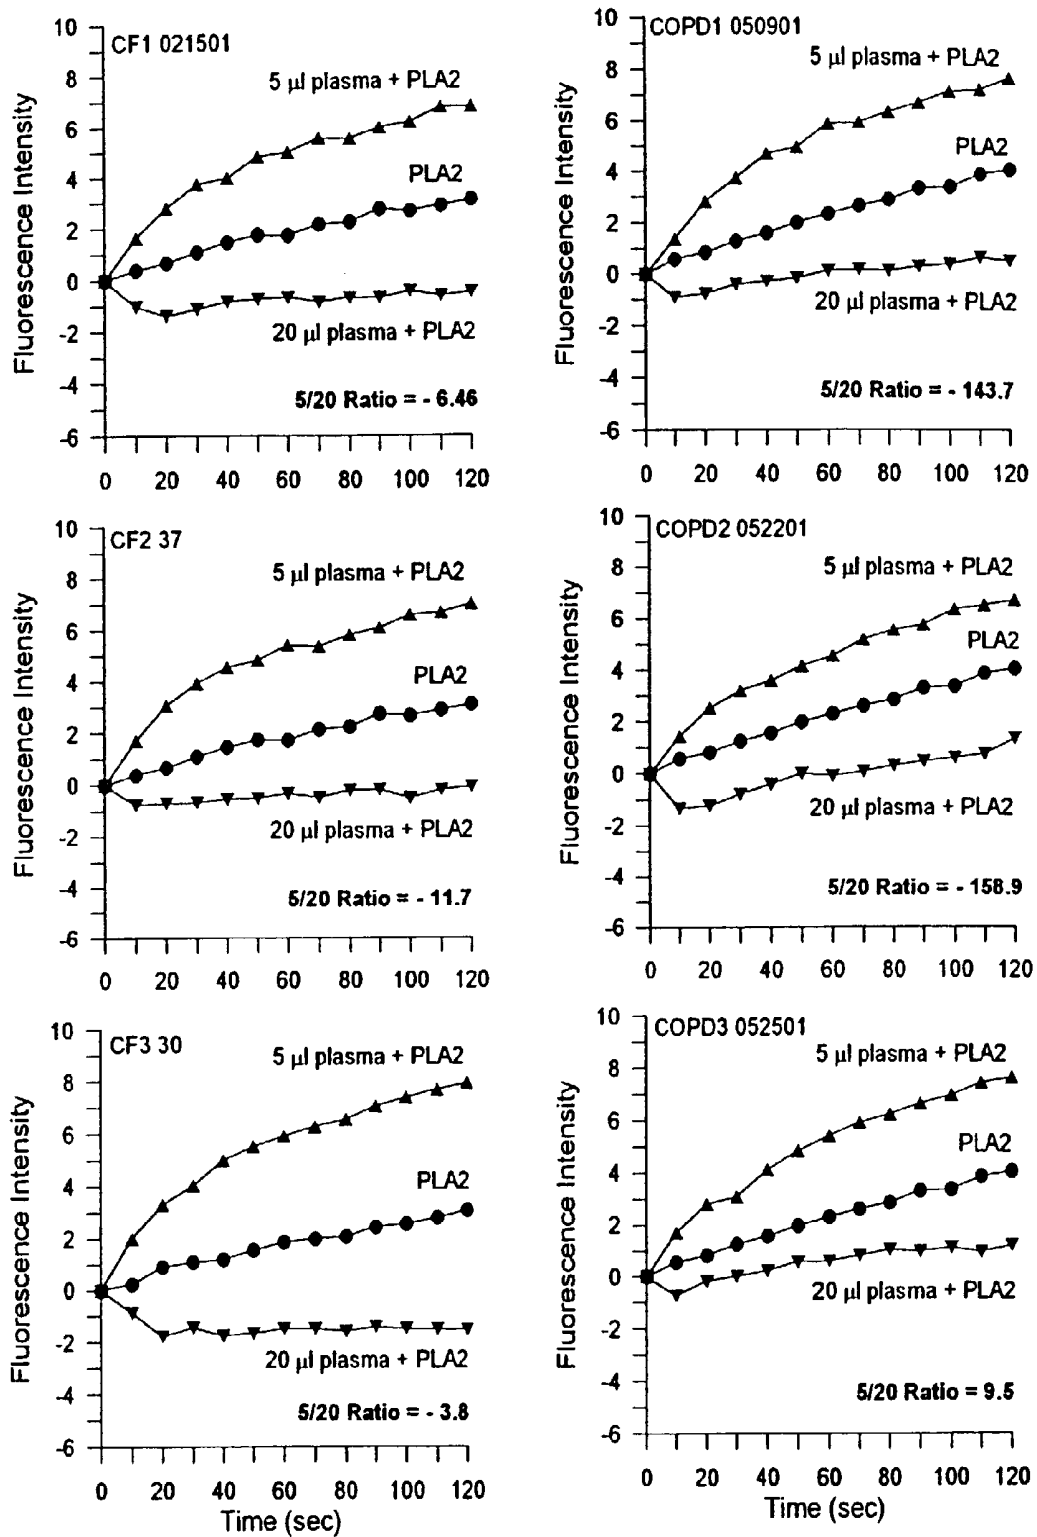 CF1 021501
10
8
6
4
2
0
-2
-4
-6
Fluorescence Intensity
5 µl plasma + PLA2
PLA2
20 µl plasma + PLA2
5/20 Ratio = - 6.46
0 20 40 60 80 100 120
COPD1 050901
10
8
6
4
2
0
-2
-4
-6
Fluorescence Intensity
5 µl plasma + PLA2
PLA2
20 µl plasma + PLA2
5/20 Ratio = - 143.7
0 20 40 60 80 100 120
CF2 37
10
8
6
4
2
0
-2
-4
-6
Fluorescence Intensity
5 µl plasma + PLA2
PLA2
20 µl plasma + PLA2
5/20 Ratio = - 11.7
0 20 40 60 80 100 120
COPD2 052201
10
8
6
4
2
0
-2
-4
-6
Fluorescence Intensity
5 µl plasma + PLA2
PLA2
20 µl plasma + PLA2
5/20 Ratio = - 158.9
0 20 40 60 80 100 120
CF3 30
10
8
6
4
2
0
-2
-4
-6
Fluorescence Intensity
5 µl plasma + PLA2
PLA2
20 µl plasma + PLA2
5/20 Ratio = - 3.8
0 20 40 60 80 100 120
Time (sec)
COPD3 052501
10
8
6
4
2
0
-2
-4
-6
Fluorescence Intensity
5 µl plasma + PLA2
PLA2
20 µl plasma + PLA2
5/20 Ratio = 9.5
0 20 40 60 80 100 120
Time (sec)